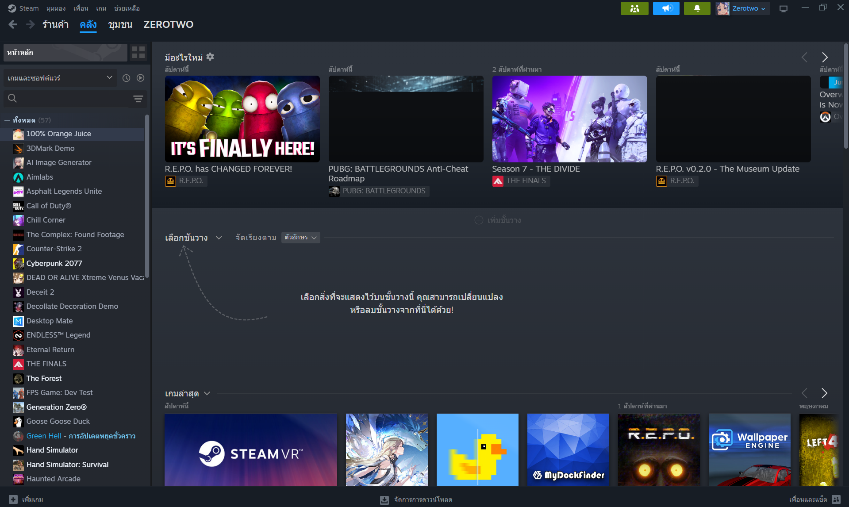 Steam มุมมอง เพื่อน เกม ช่วยเหลือ
Zerotwo
ร้านค้า คลัง ชุมชน ZEROTWO
หน้าหลัก
เกมและซอฟต์แวร์
ทั้งหมด (57)
100% Orange Juice
3DMark Demo
AI Image Generator
Aimlabs
Asphalt Legends Unite
Call of Duty®
Chill Corner
The Complex: Found Footage
Counter-Strike 2
Cyberpunk 2077
DEAD OR ALIVE Xtreme Venus Vaca
Deceit 2
Decollate Decoration Demo
Desktop Mate
ENDLESS™ Legend
Eternal Return
THE FINALS
The Forest
FPS Game: Dev Test
Generation Zero®
Goose Goose Duck
Green Hell - การอัปเดตหยุดชั่วคราว
Hand Simulator
Hand Simulator: Survival
Haunted Arcade
มีอะไรใหม่
สัปดาห์นี้
IT'S FINALLY HERE!
R.E.P.O. has CHANGED FOREVER!
R.E.P.O.
สัปดาห์นี้
PUBG: BATTLEGROUNDS Anti-Cheat
Roadmap
PUBG: BATTLEGROUNDS
2 สัปดาห์ที่ผ่านมา
VS
Season 7 - THE DIVIDE
THE FINALS
สัปดาห์นี้
R.E.P.O. v0.2.0 - The Museum Update
R.E.P.O.
สัปดาห์นี้
Over
is Nov
เพิ่มชั้นวาง
เลือกชั้นวาง จัดเรียงตาม ตัวอักษร
เลือกสิ่งที่จะแสดงไว้บนชั้นวางนี้ คุณสามารถเปลี่ยนแปลง
หรือลบชั้นวางจากที่นี่ได้ด้วย!
เกมล่าสุด
สัปดาห์นี้
1 สัปดาห์ที่ผ่านมา
พฤษภาคม
STEAM VR™
MyDockFinder
R.E.P.O.
Wallpaper
ENGINE
LEFT 4
เพิ่มเกม
จัดการการดาวน์โหลด
เพื่อนและแช็ต